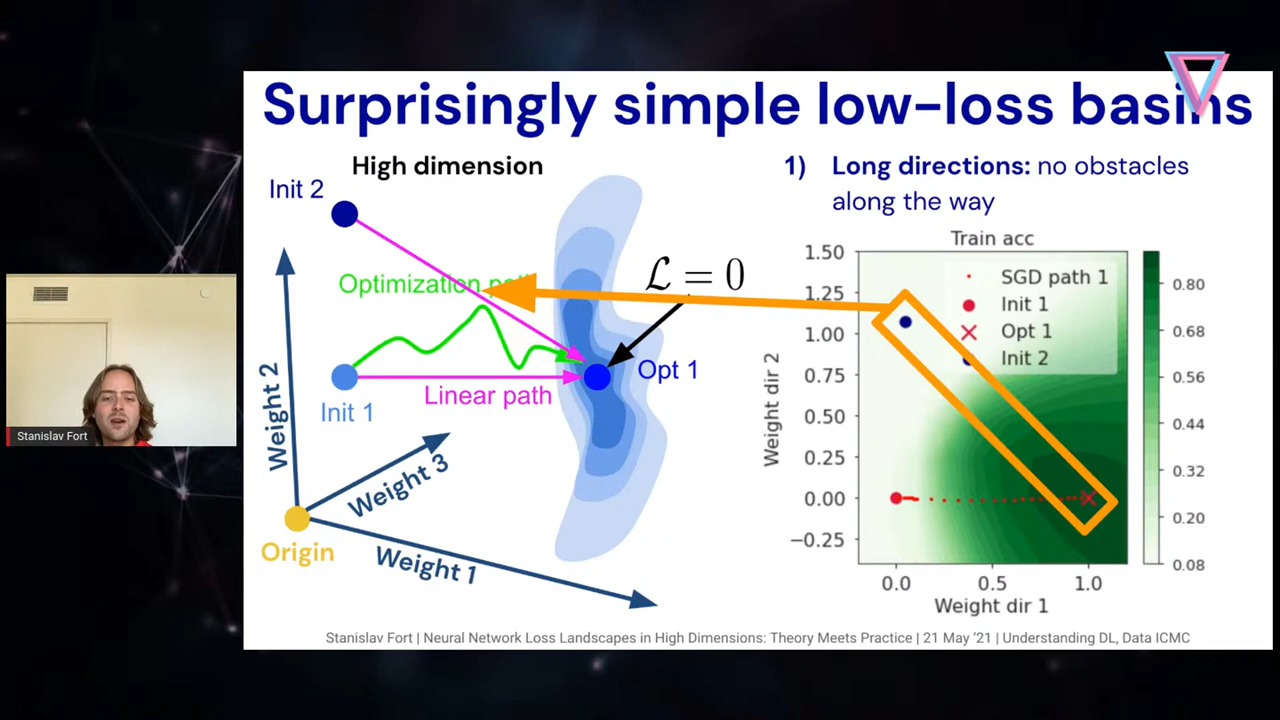 Surprisingly simple low-loss basins
High dimension
Init 2
Optimization
Init 1
Linear path
ℒ = 0
Opt 1
Weight 2
Weight 3
Weight 1
Origin
1) Long directions: no obstacles
along the way
Train acc
SGD path 1
Init 1
Opt 1
Init 2
Weight dir 2
1.50
1.25
1.00
0.75
0.50
0.25
0.00
−0.25
0.0 0.5 1.0
Weight dir 1
0.80
0.68
0.56
0.44
0.32
0.20
0.08
Stanislav Fort | Neural Network Loss Landscapes in High Dimensions: Theory Meets Practice | 21 May ‘21 | Understanding DL, Data ICMC
Stanislav Fort